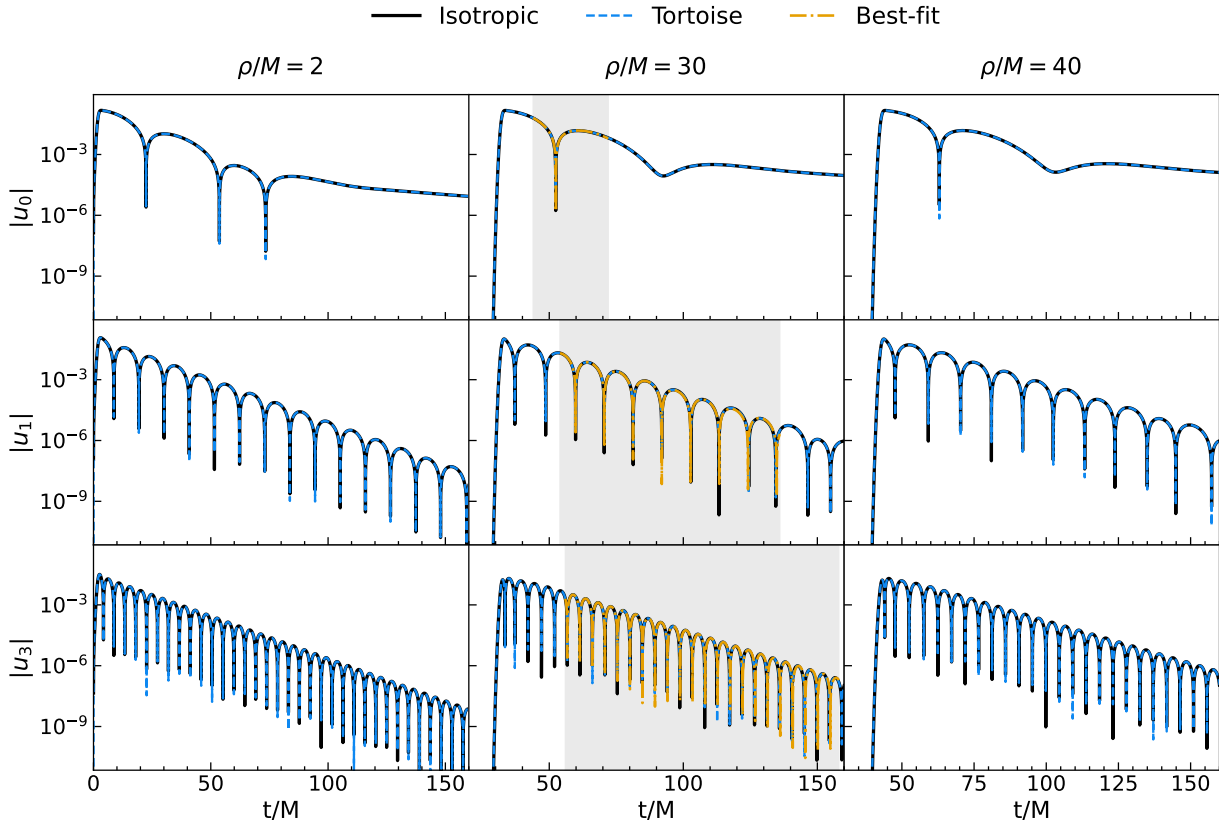 Isotropic Tortoise Best-fit
ρ/M = 2 ρ/M = 30 ρ/M = 40
|u₀|
10⁻³
10⁻⁶
10⁻⁹
|u₁|
10⁻³
10⁻⁶
10⁻⁹
|u₃|
10⁻³
10⁻⁶
10⁻⁹
0 50 100 150 50 100 150 50 75 100 125 150
t/M t/M t/M